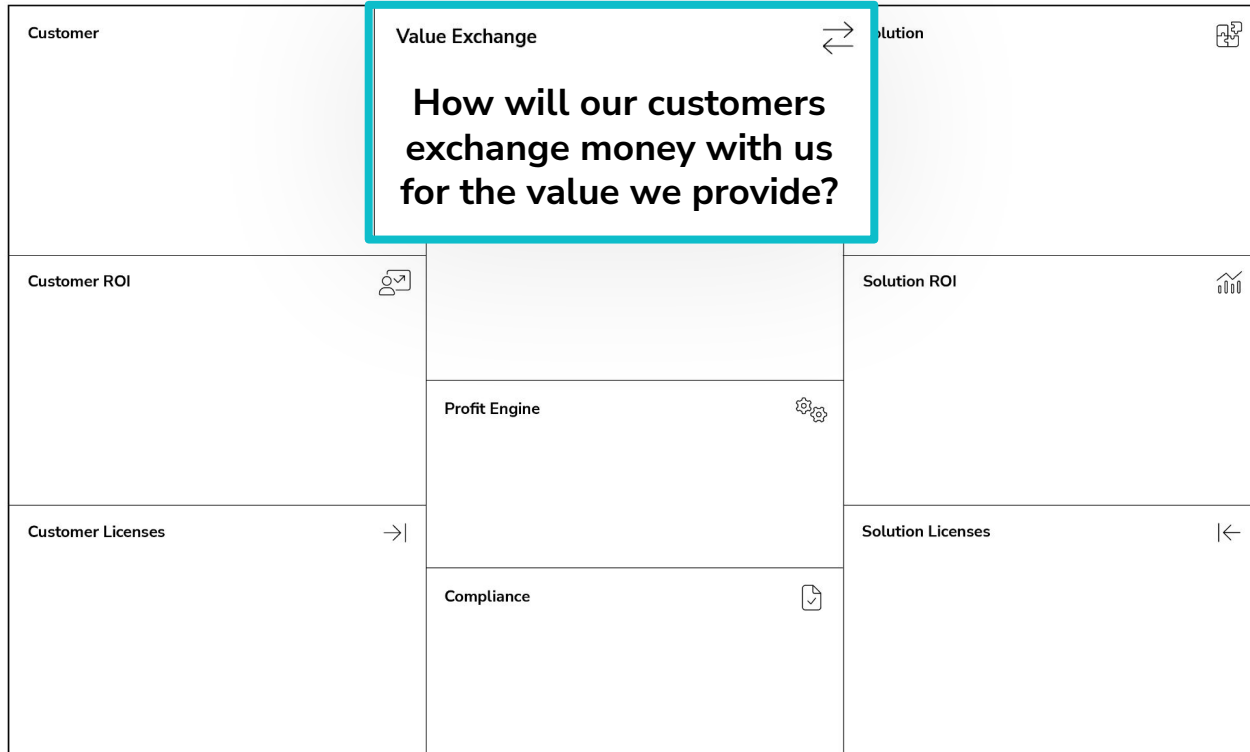 Customer
Value Exchange
olution
How will our customers
exchange money with us
for the value we provide?
Customer ROI
Solution ROI
Profit Engine
Customer Licenses
Solution Licenses
Compliance